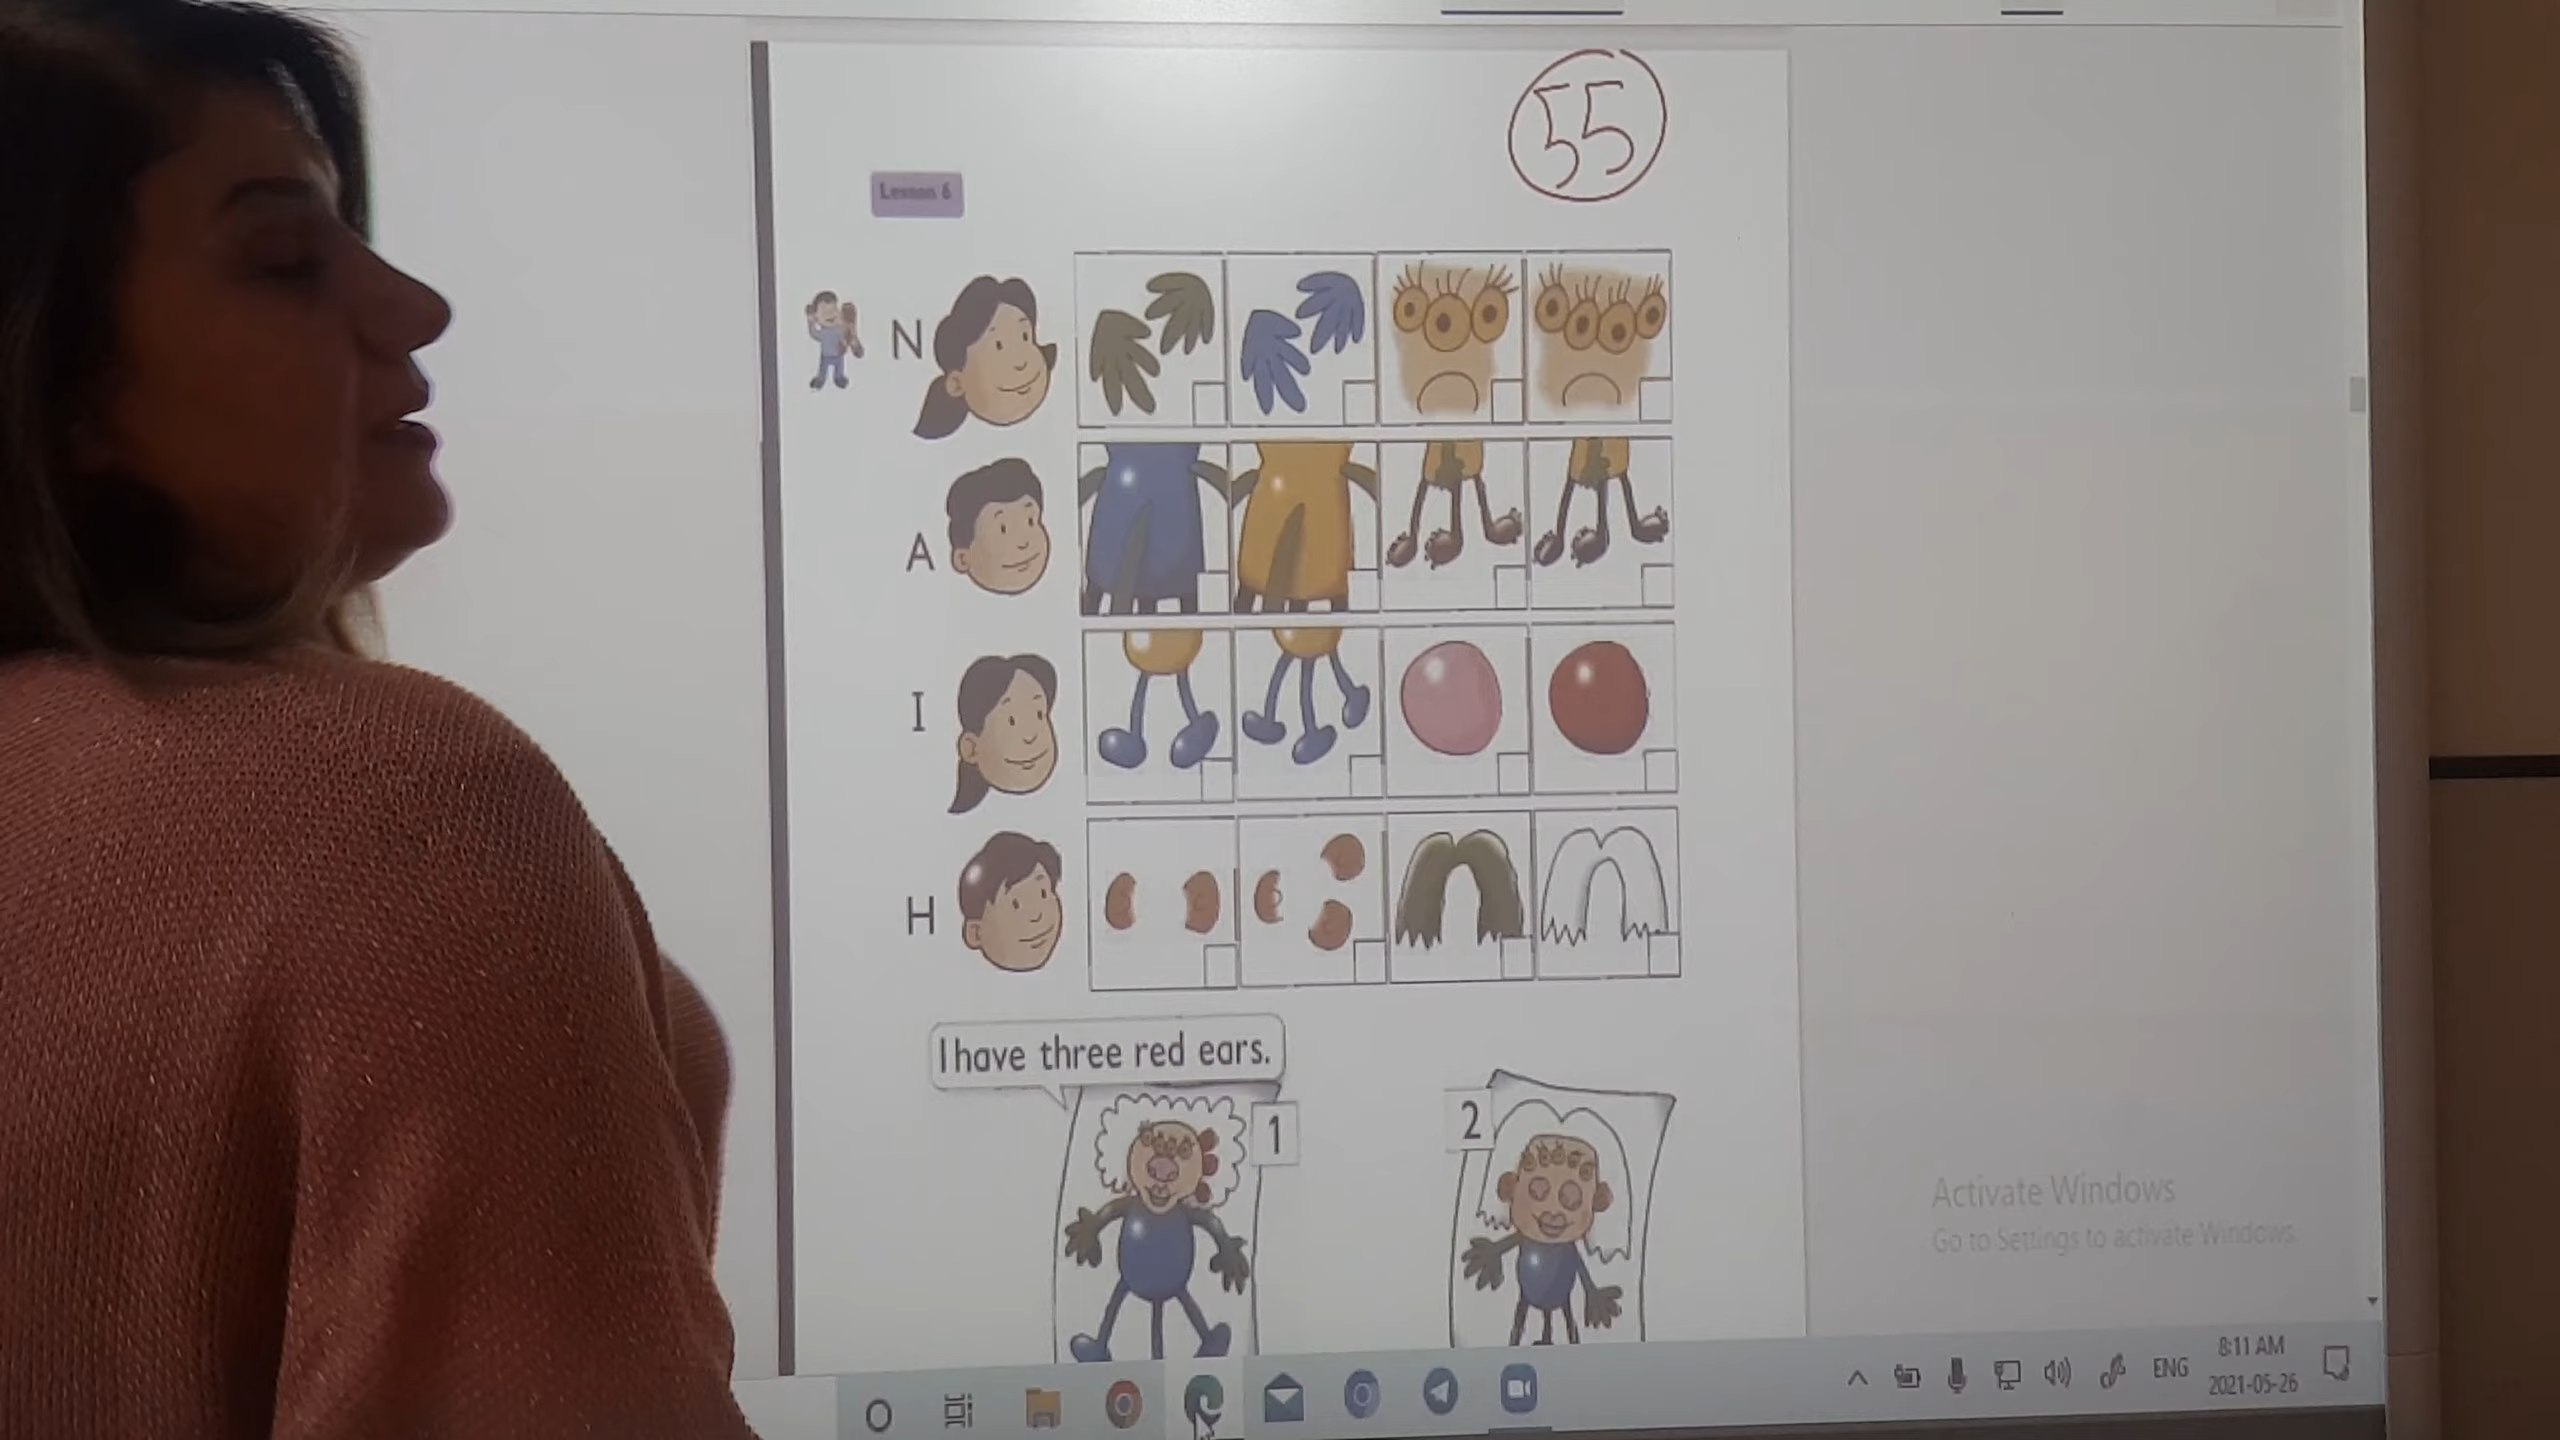 55
Lesson 6
N
A
I
H
I have three red ears.
1
2
Activate Windows
Go to Settings to activate Windows.
8:11 AM
ENG
2021-05-26